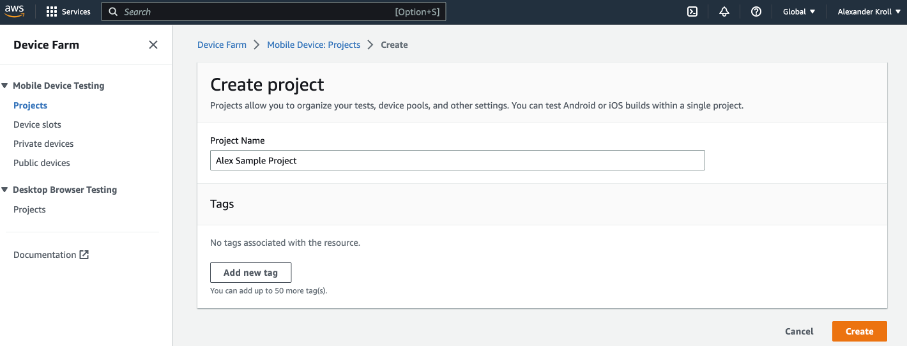 aws
Services
Search
[Option+S]
Global
Alexander Kroll
Device Farm
Device Farm
Mobile Device: Projects
Create
Mobile Device Testing
Projects
Device slots
Private devices
Public devices
Desktop Browser Testing
Projects
Documentation
Create project
Projects allow you to organize your tests, device pools, and other settings. You can test Android or iOS builds within a single project.
Project Name
Alex Sample Project
Tags
No tags associated with the resource.
Add new tag
You can add up to 50 more tag(s).
Cancel
Create